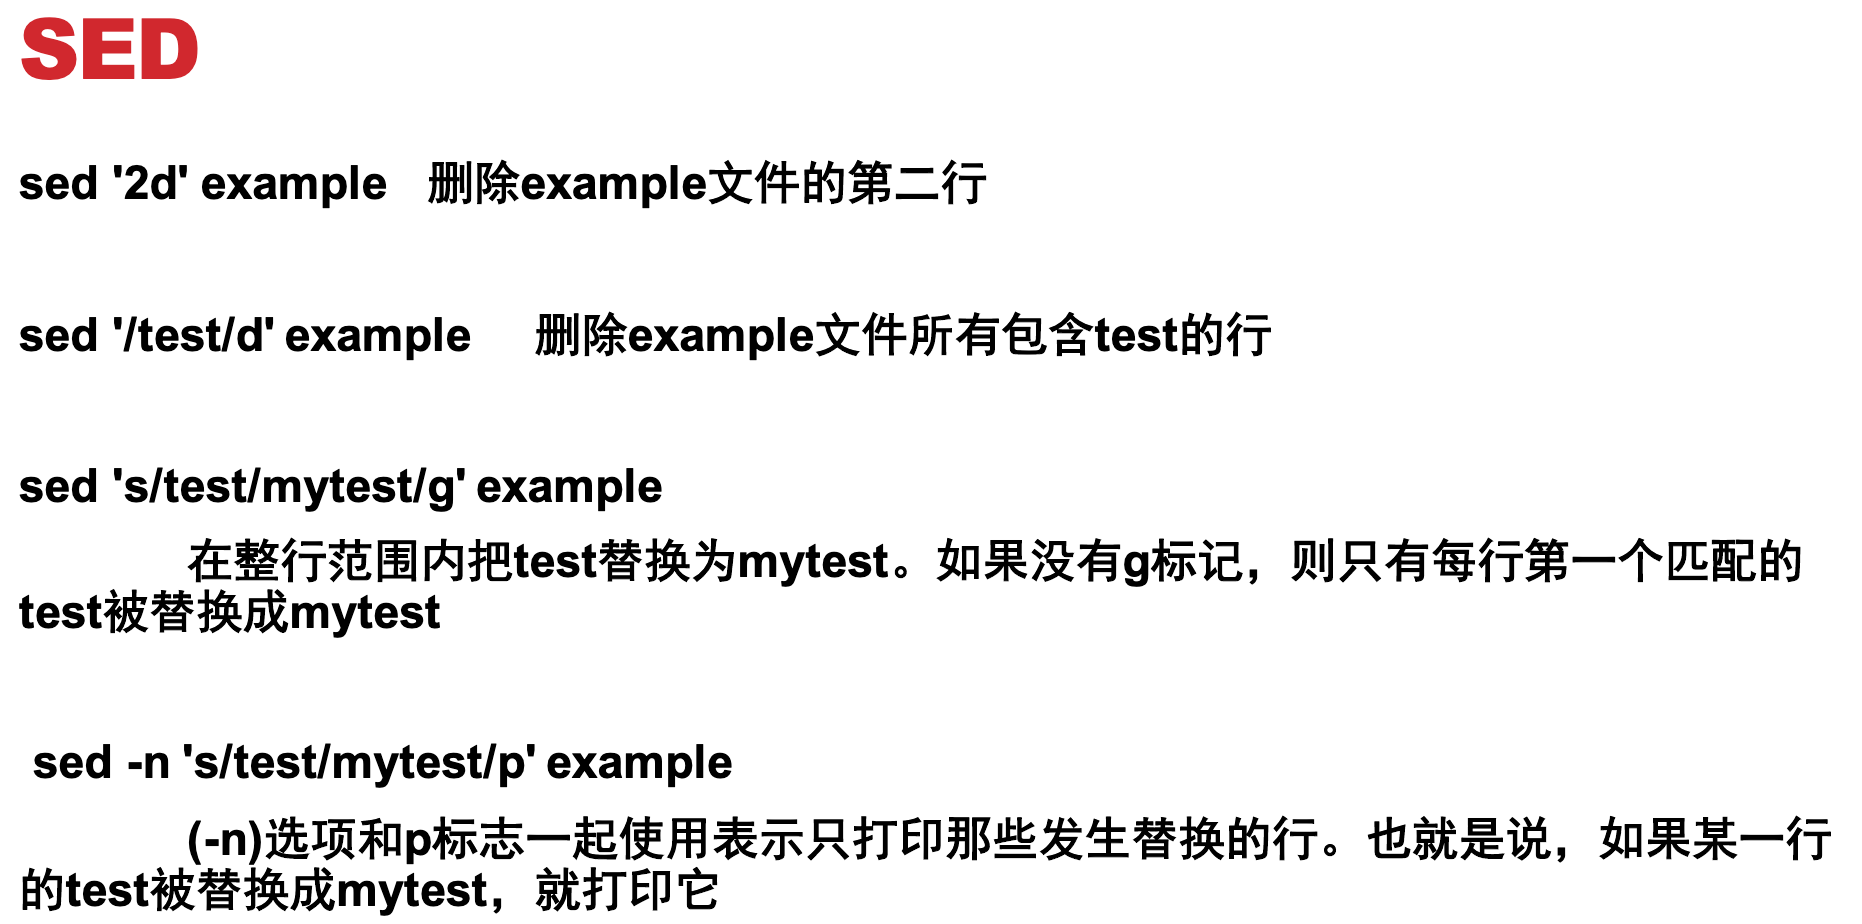 SED
sed '2d' example 删除example文件的第二行
sed '/test/d' example 删除example文件所有包含test的行
sed 's/test/mytest/g' example
在整行范围内把test替换为mytest。如果没有g标记，则只有每行第一个匹配的
test被替换成mytest
sed -n 's/test/mytest/p' example
(-n)选项和p标志一起使用表示只打印那些发生替换的行。也就是说，如果某一行
的test被替换成mytest，就打印它